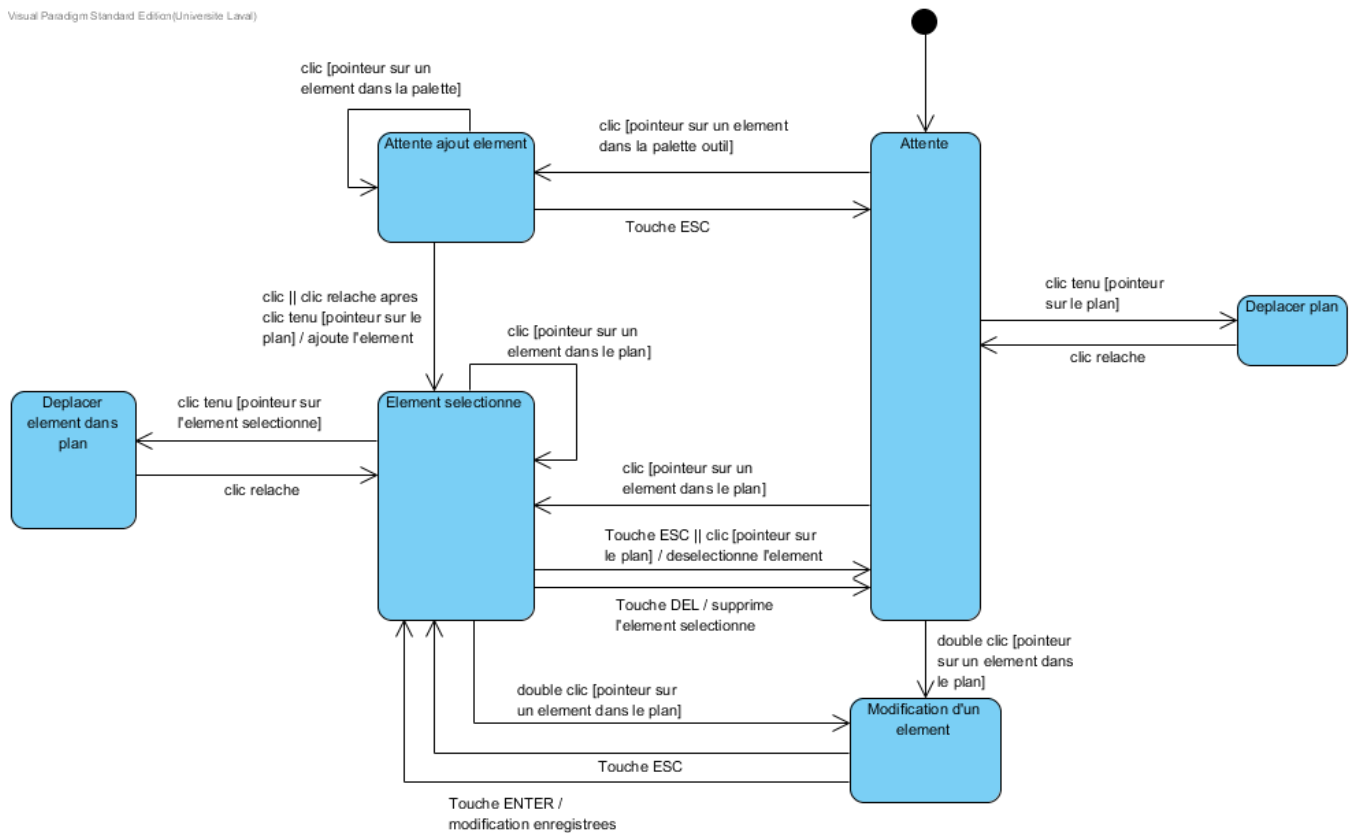 Visual Paradigm Standard Edition(Universite Laval)
clic [pointeur sur un
element dans la palette]
Attente ajout element
clic [pointeur sur un element
dans la palette outil]
Attente
Touche ESC
clic tenu [pointeur
sur le plan]
Deplacer plan
clic relache
clic || clic relache apres
clic tenu [pointeur sur le
plan] / ajoute l'element
clic [pointeur sur un
element dans le plan]
Deplacer
element dans
plan
clic tenu [pointeur sur
l'element selectionne]
Element selectionne
clic relache
clic [pointeur sur un
element dans le plan]
Touche ESC || clic [pointeur sur
le plan] / deselectionne l'element
Touche DEL / supprime
l'element selectionne
double clic [pointeur
sur un element dans
le plan]
double clic [pointeur sur
un element dans le plan]
Modification d'un
element
Touche ESC
Touche ENTER /
modification enregistrees